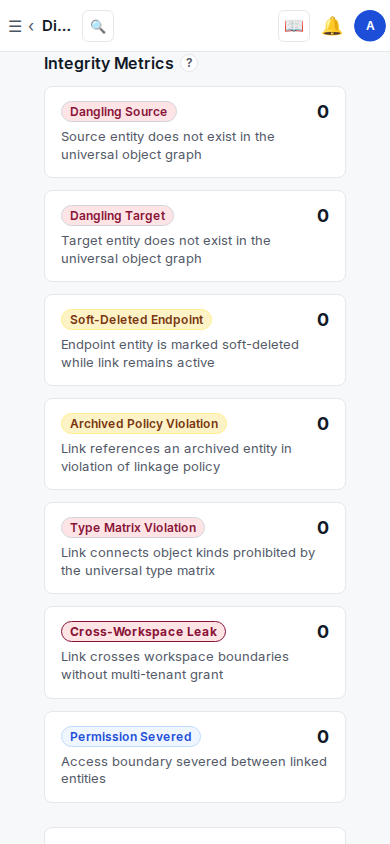 Di...
A
Integrity Metrics ?
Dangling Source 0
Source entity does not exist in the
universal object graph
Dangling Target 0
Target entity does not exist in the
universal object graph
Soft-Deleted Endpoint 0
Endpoint entity is marked soft-deleted
while link remains active
Archived Policy Violation 0
Link references an archived entity in
violation of linkage policy
Type Matrix Violation 0
Link connects object kinds prohibited by
the universal type matrix
Cross-Workspace Leak 0
Link crosses workspace boundaries
without multi-tenant grant
Permission Severed 0
Access boundary severed between linked
entities